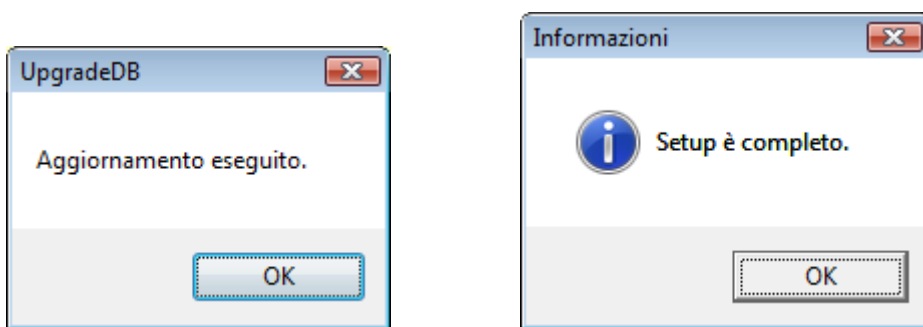 UpgradeDB
Aggiornamento eseguito.
OK
Informazioni
Setup è completo.
OK